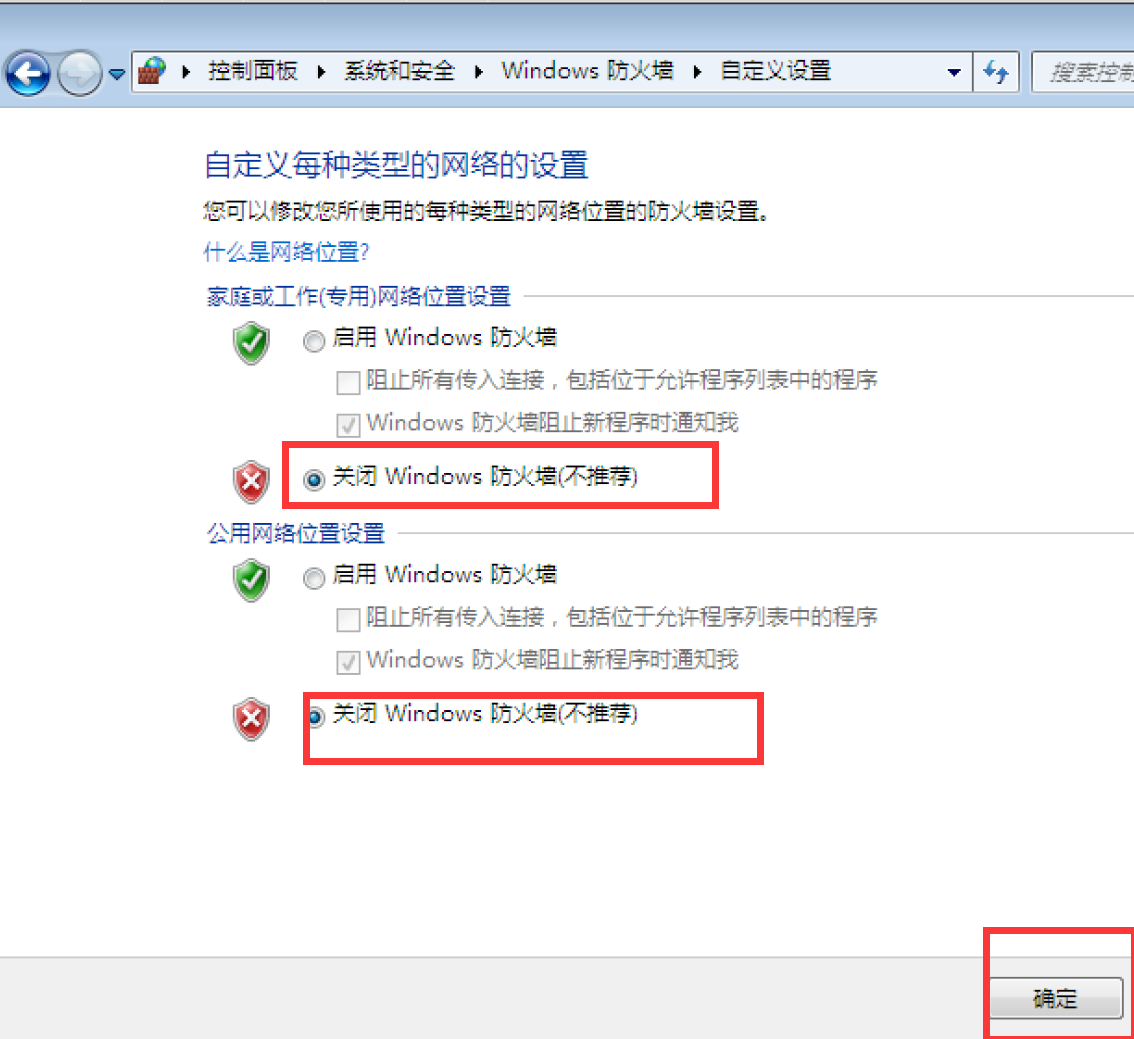 控制面板 系统和安全 Windows 防火墙 自定义设置 搜索控制
自定义每种类型的网络的设置
您可以修改您所使用的每种类型的网络位置的防火墙设置。
什么是网络位置?
家庭或工作(专用)网络位置设置
启用 Windows 防火墙
阻止所有传入连接，包括位于允许程序列表中的程序
Windows 防火墙阻止新程序时通知我
关闭 Windows 防火墙(不推荐)
公用网络位置设置
启用 Windows 防火墙
阻止所有传入连接，包括位于允许程序列表中的程序
Windows 防火墙阻止新程序时通知我
关闭 Windows 防火墙(不推荐)
确定